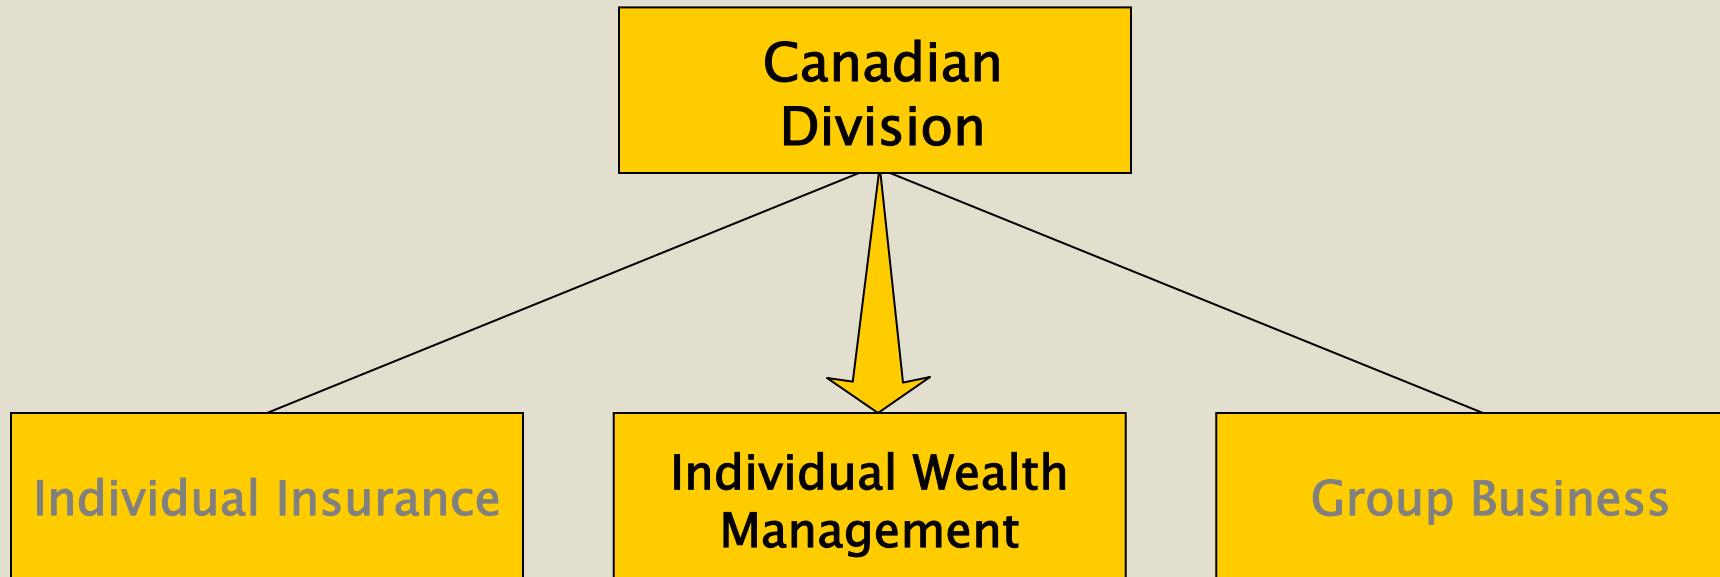 Canadian
Division
Individual Insurance
Individual Wealth
Management
Group Business